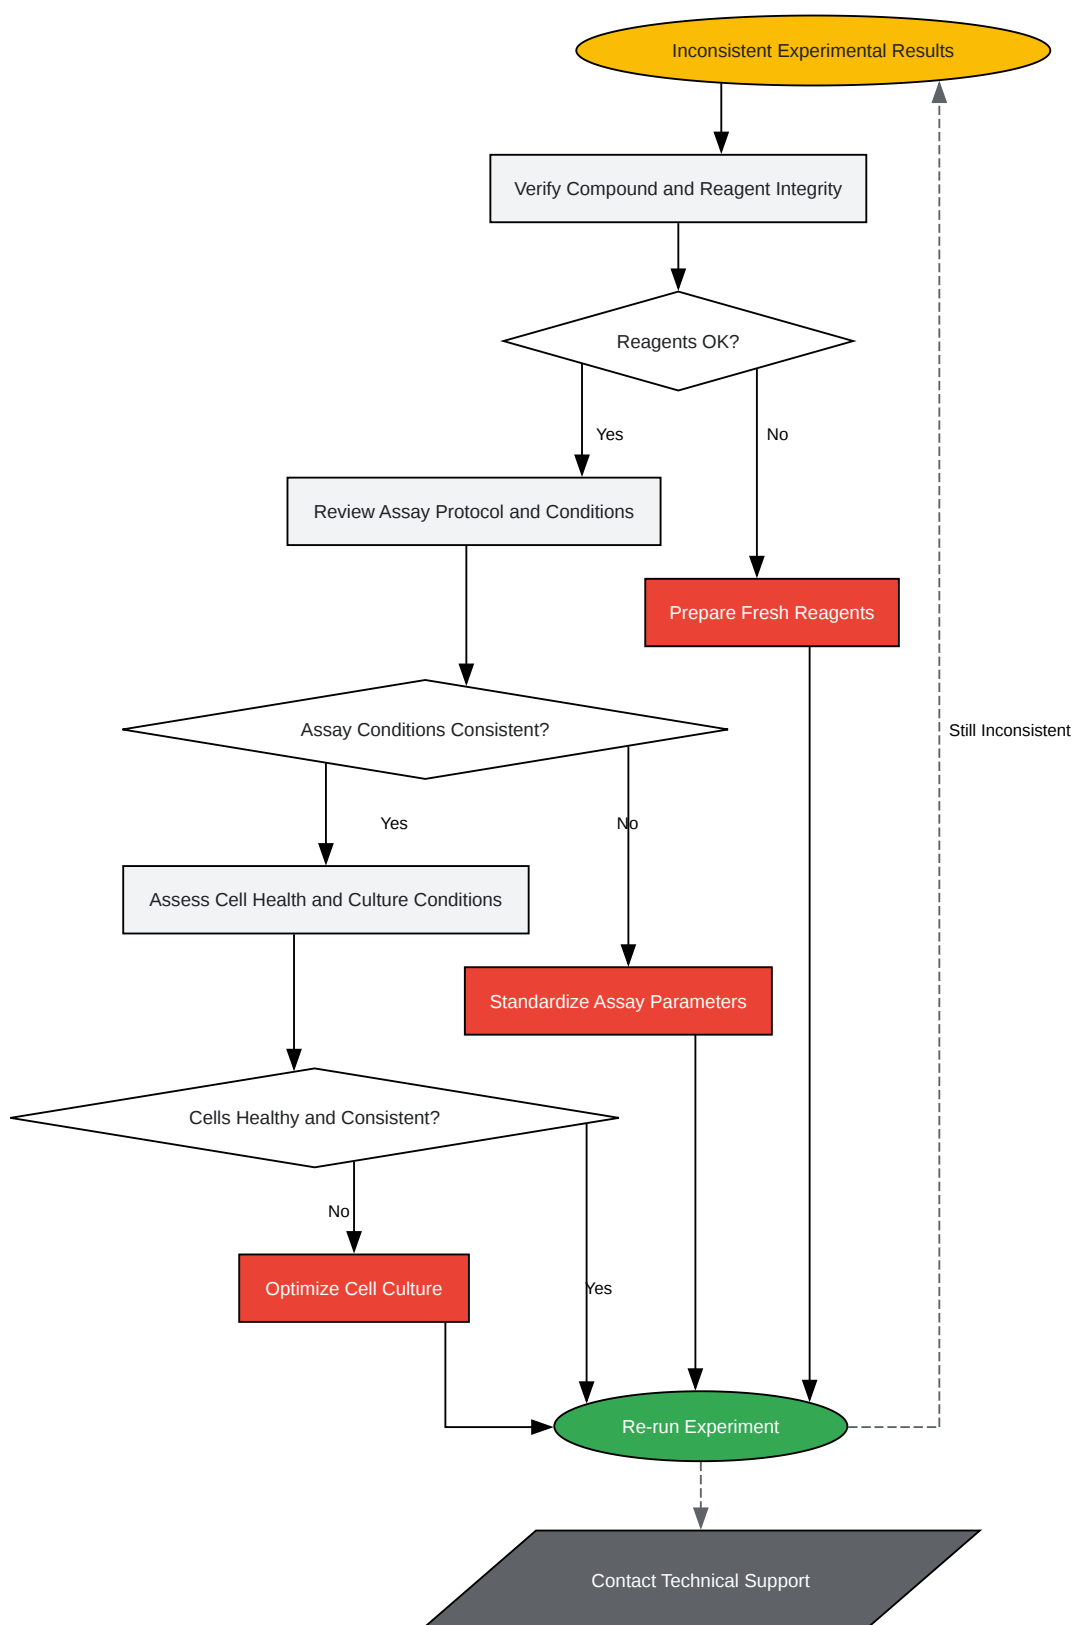 Inconsistent Experimental Results
Verify Compound and Reagent Integrity
Reagents OK?
Yes
No
Review Assay Protocol and Conditions
Prepare Fresh Reagents
Assay Conditions Consistent?
Still Inconsistent
Yes
No
Assess Cell Health and Culture Conditions
Standardize Assay Parameters
Cells Healthy and Consistent?
No
Optimize Cell Culture
Yes
Re-run Experiment
Contact Technical Support